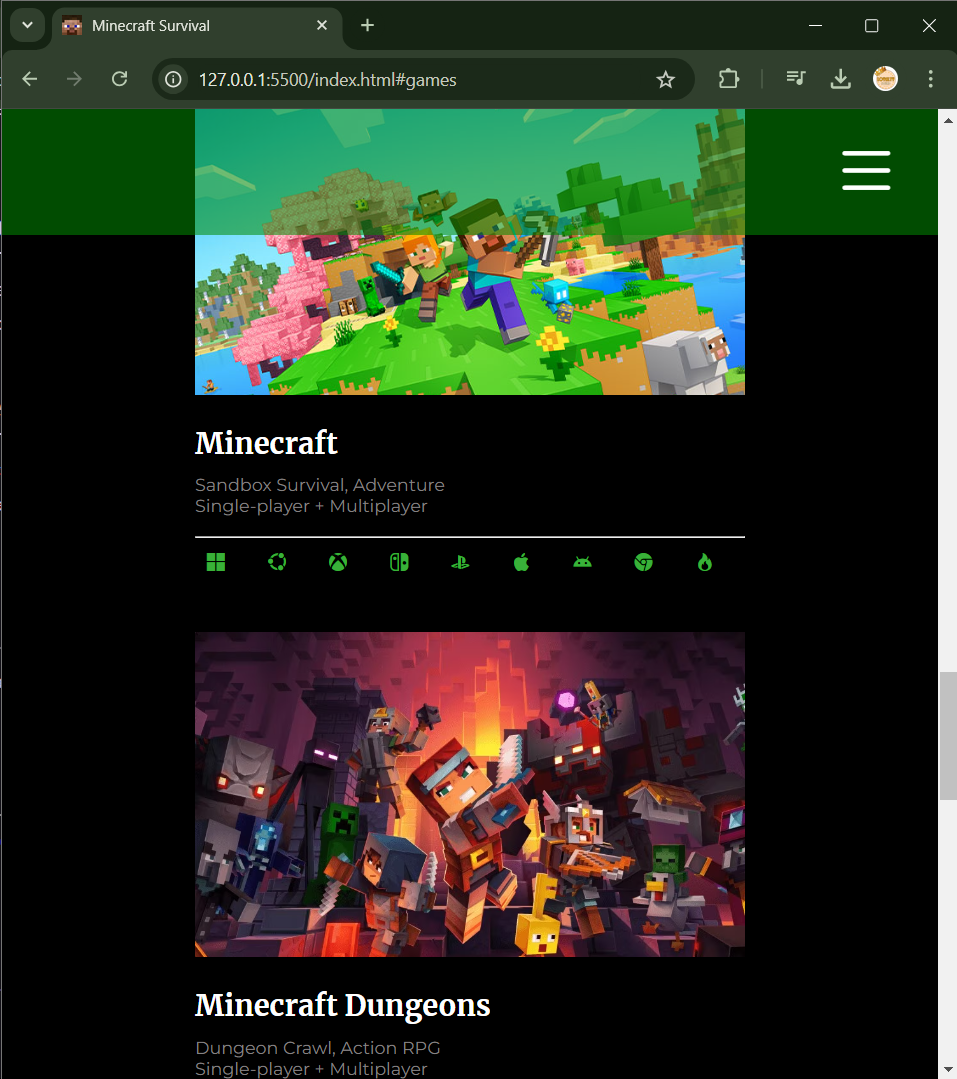 Minecraft Survival
127.0.0.1:5500/index.html#games
Minecraft
Sandbox Survival, Adventure
Single-player + Multiplayer
Minecraft Dungeons
Dungeon Crawl, Action RPG
Single-player + Multiplayer